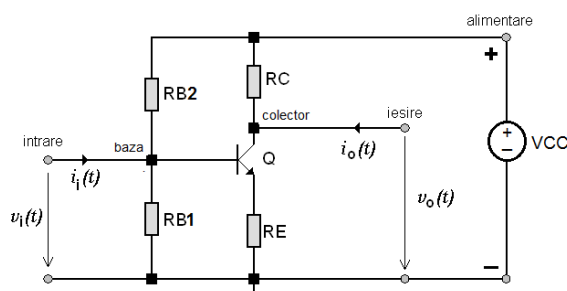 alimentare
+
RB2
RC
colector
iesire
intrare
baza
Q
+
−
VCC
i_i(t)
i_o(t)
v_i(t)
v_o(t)
RB1
RE
−